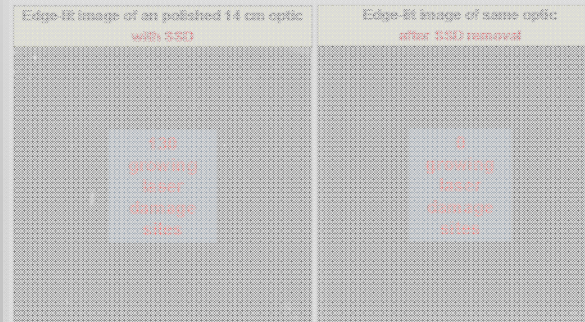 Edge-lit image of an polished 14 cm optic
with SSD
growing
laser
damage
sites
Edge-lit image of same optic
after SSD removal
growing
laser
damage
sites